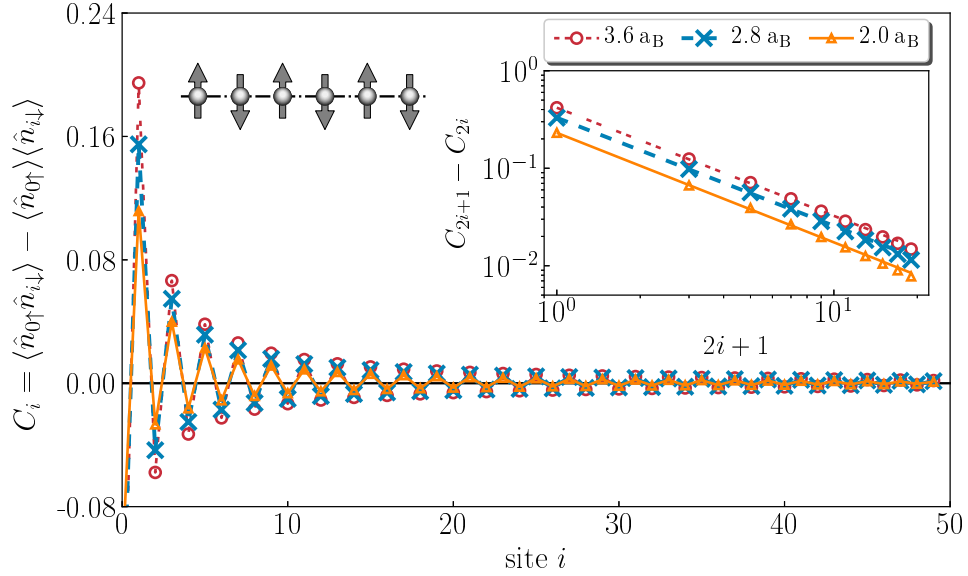 3.6 a_B 2.8 a_B 2.0 a_B
C_i = ⟨n̂_{0↑} n̂_{i↓}⟩ − ⟨n̂_{0↑}⟩⟨n̂_{i↓}⟩
0.24
0.16
0.08
0.00
-0.08
0 10 20 30 40 50
site i
C_{2i+1} − C_{2i}
10^0
10^{-1}
10^{-2}
10^0 10^1
2i + 1